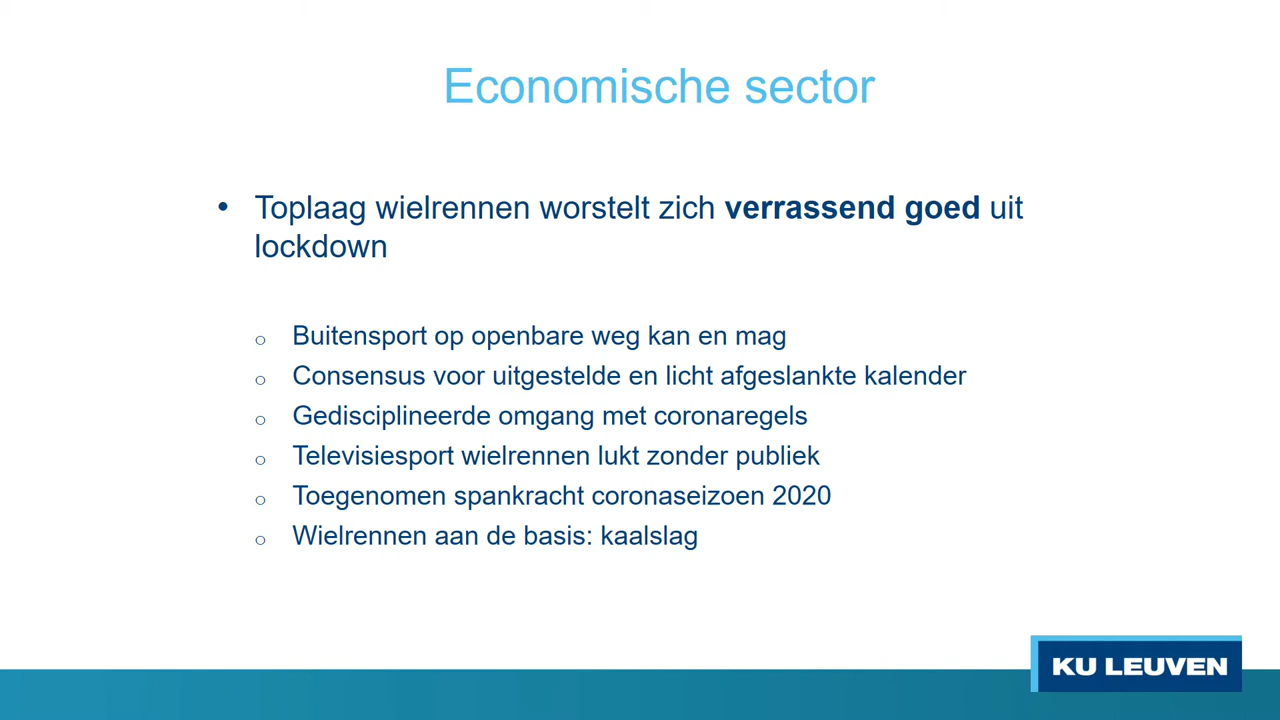 Economische sector
• Toplaag wielrennen worstelt zich verrassend goed uit
lockdown
o Buitensport op openbare weg kan en mag
o Consensus voor uitgestelde en licht afgeslankte kalender
o Gedisciplineerde omgang met coronaregels
o Televisiesport wielrennen lukt zonder publiek
o Toegenomen spankracht coronaseizoen 2020
o Wielrennen aan de basis: kaalslag
KU LEUVEN